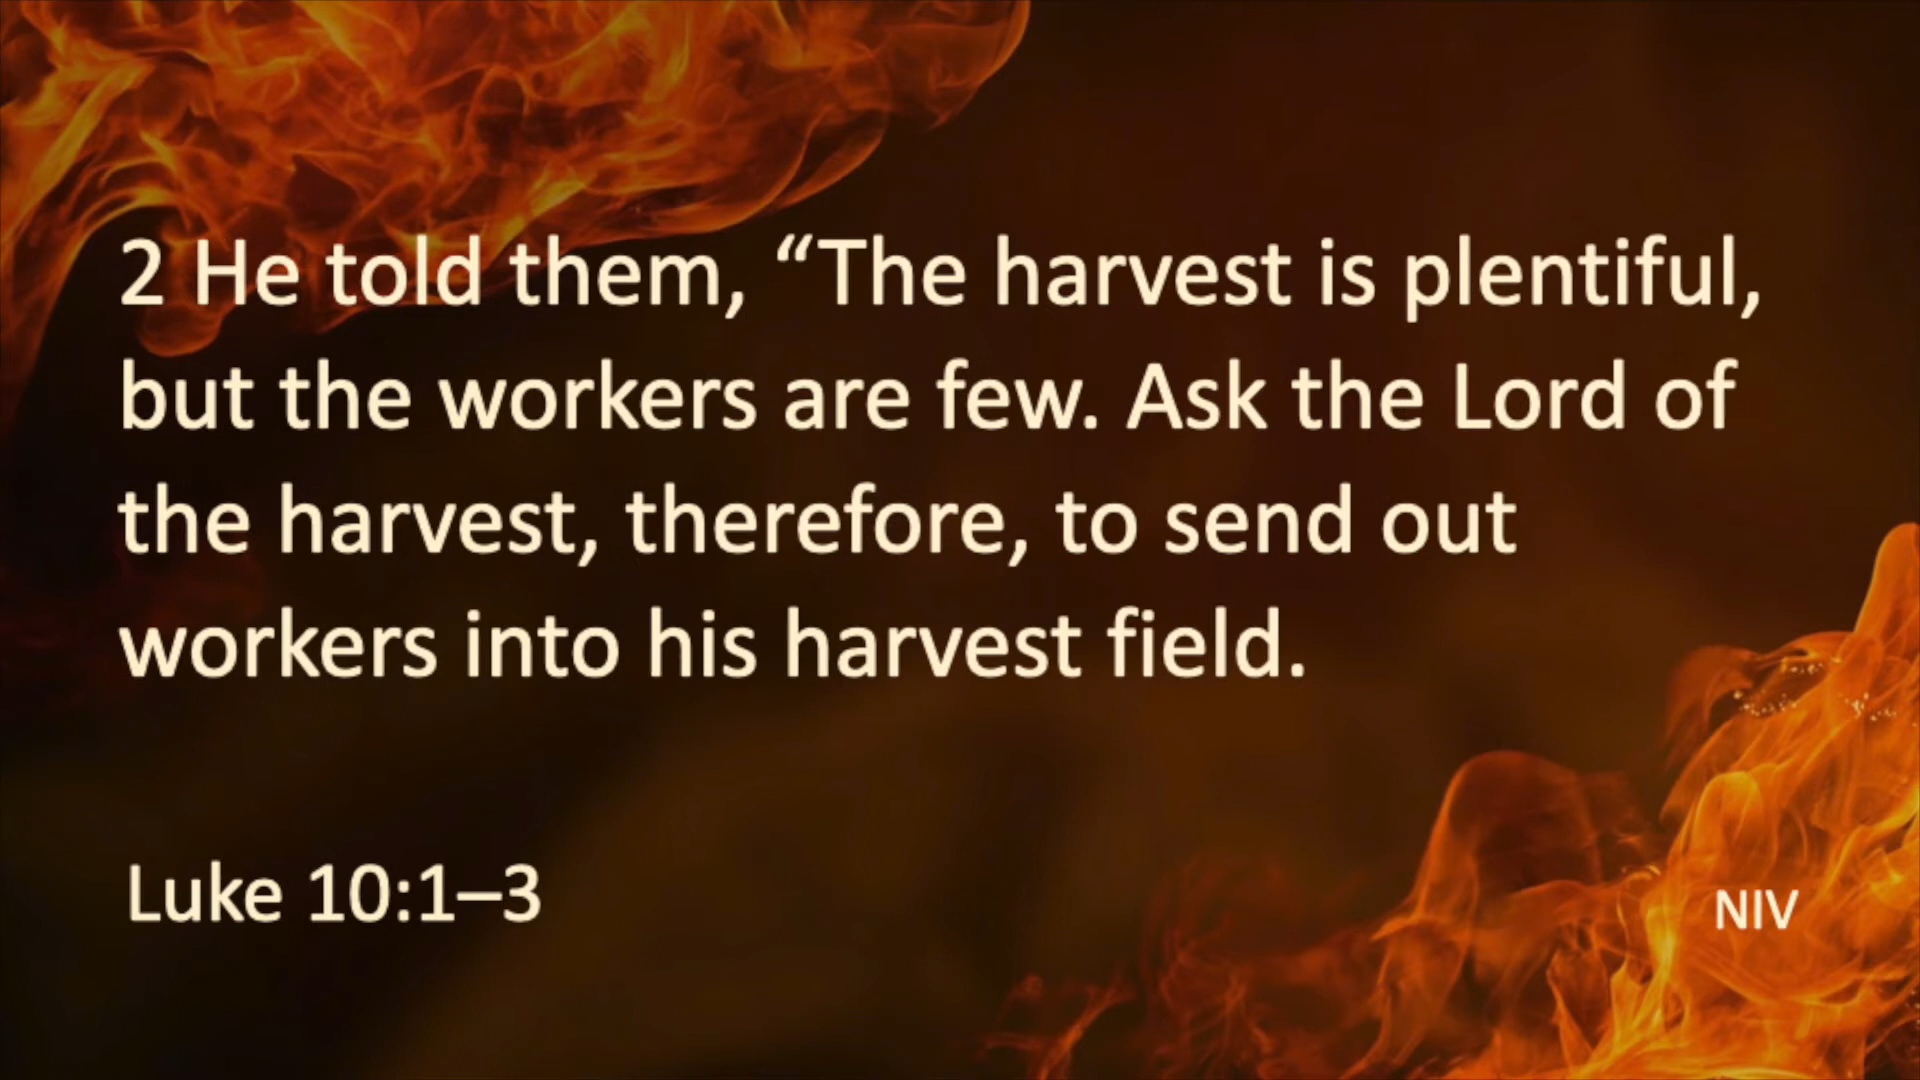 2 He told them, “The harvest is plentiful,
but the workers are few. Ask the Lord of
the harvest, therefore, to send out
workers into his harvest field.
Luke 10:1–3
NIV